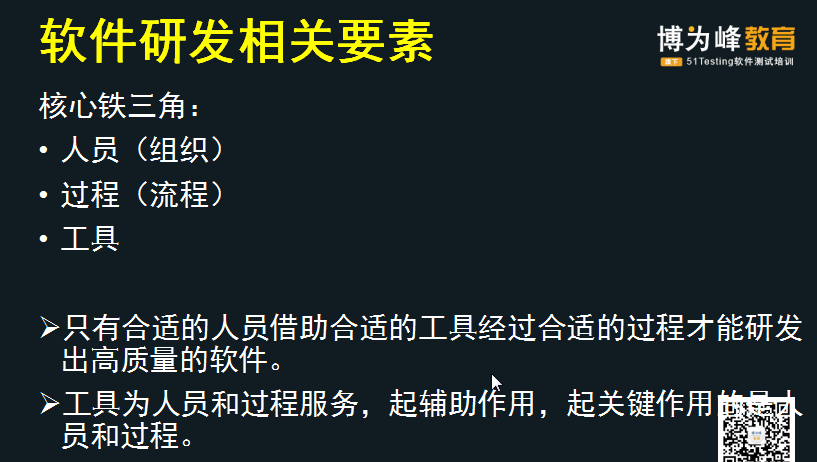 软件研发相关要素
博为峰教育
旗下 51Testing软件测试培训
核心铁三角：
• 人员（组织）
• 过程（流程）
• 工具
➢只有合适的人员借助合适的工具经过合适的过程才能研发
出高质量的软件。
➢工具为人员和过程服务，起辅助作用，起关键作用的是人
员和过程。